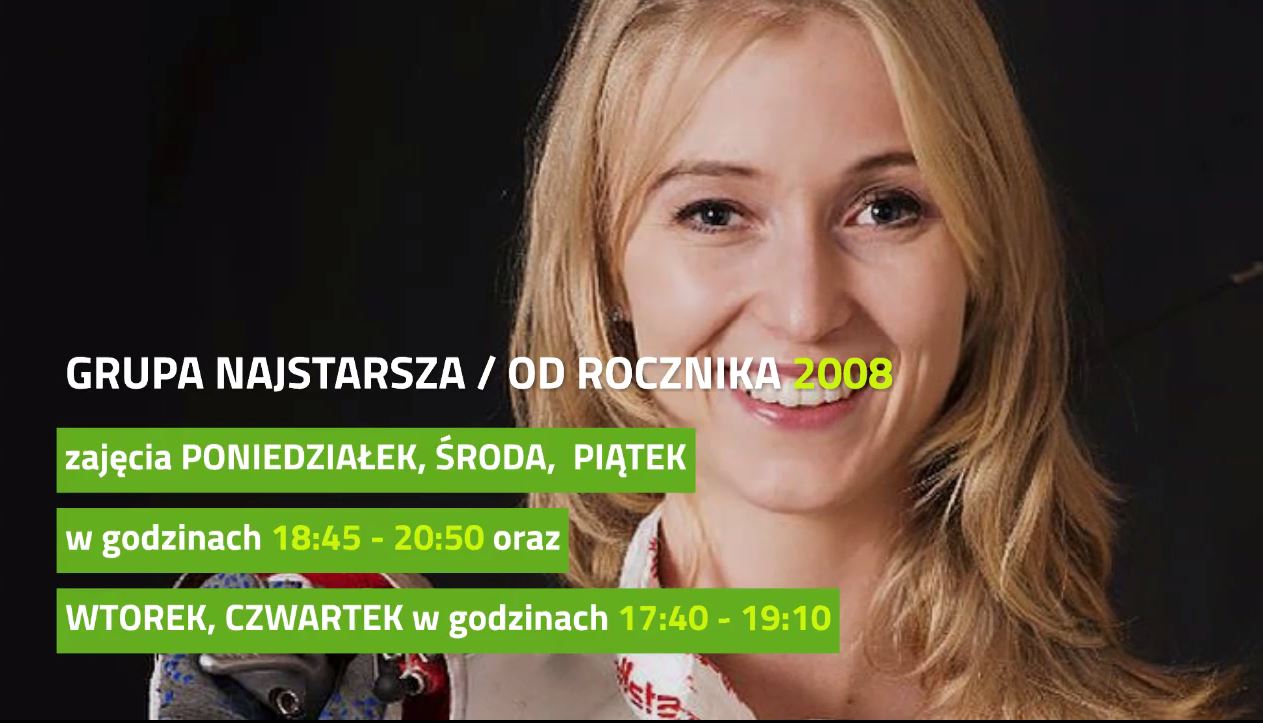 GRUPA NAJSTARSZA / OD ROCZNIKA 2008
zajęcia PONIEDZIAŁEK, ŚRODA, PIĄTEK
w godzinach 18:45 - 20:50 oraz
WTOREK, CZWARTEK w godzinach 17:40 - 19:10